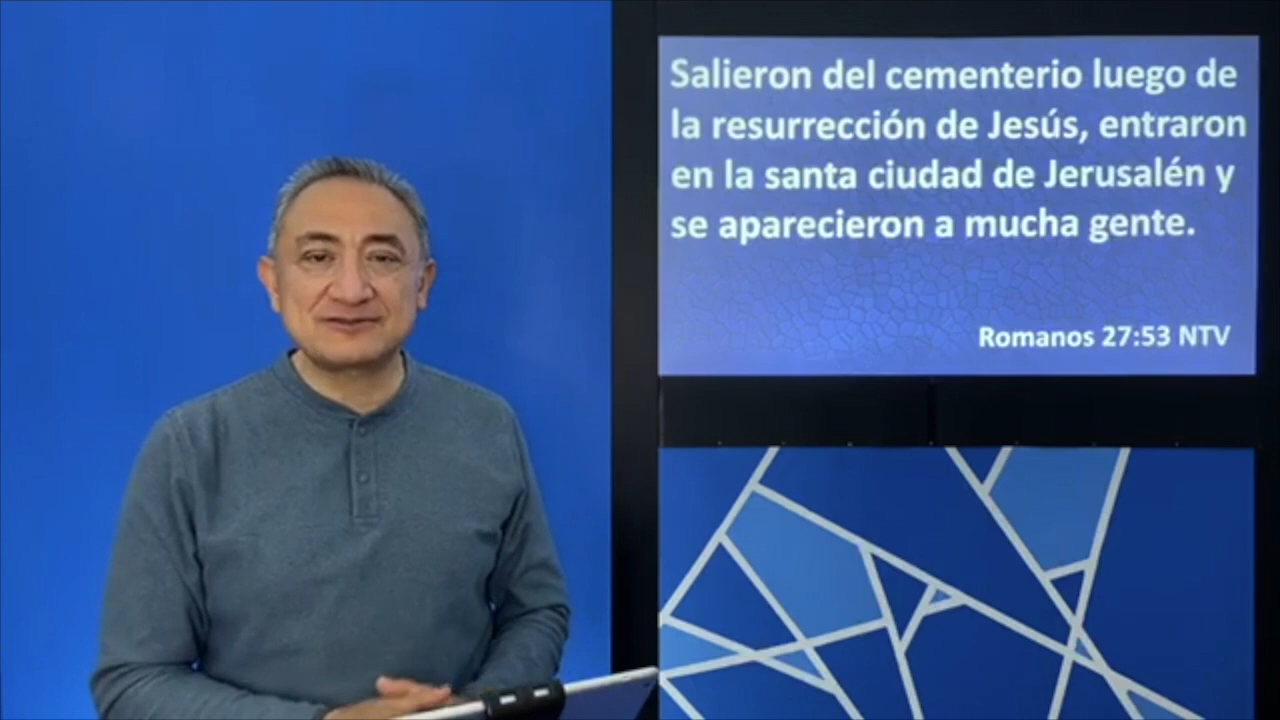 Salieron del cementerio luego de
la resurrección de Jesús, entraron
en la santa ciudad de Jerusalén y
se aparecieron a mucha gente.
Romanos 27:53 NTV